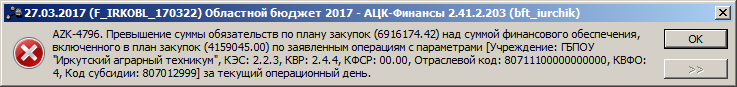 27.03.2017 (F_IRKOBL_170322) Областной бюджет 2017 - АЦК-Финансы 2.41.2.203 (bft_iurchik)
AZK-4796. Превышение суммы обязательств по плану закупок (6916174.42) над суммой финансового обеспечения,
включенного в план закупок (4159045.00) по заявленным операциям с параметрами [Учреждение: ГБПОУ
"Иркутский аграрный техникум", КЭС: 2.2.3, КВР: 2.4.4, КФСР: 00.00, Отраслевой код: 80711100000000000, КВФО:
4, Код субсидии: 807012999] за текущий операционный день.
OK
>>